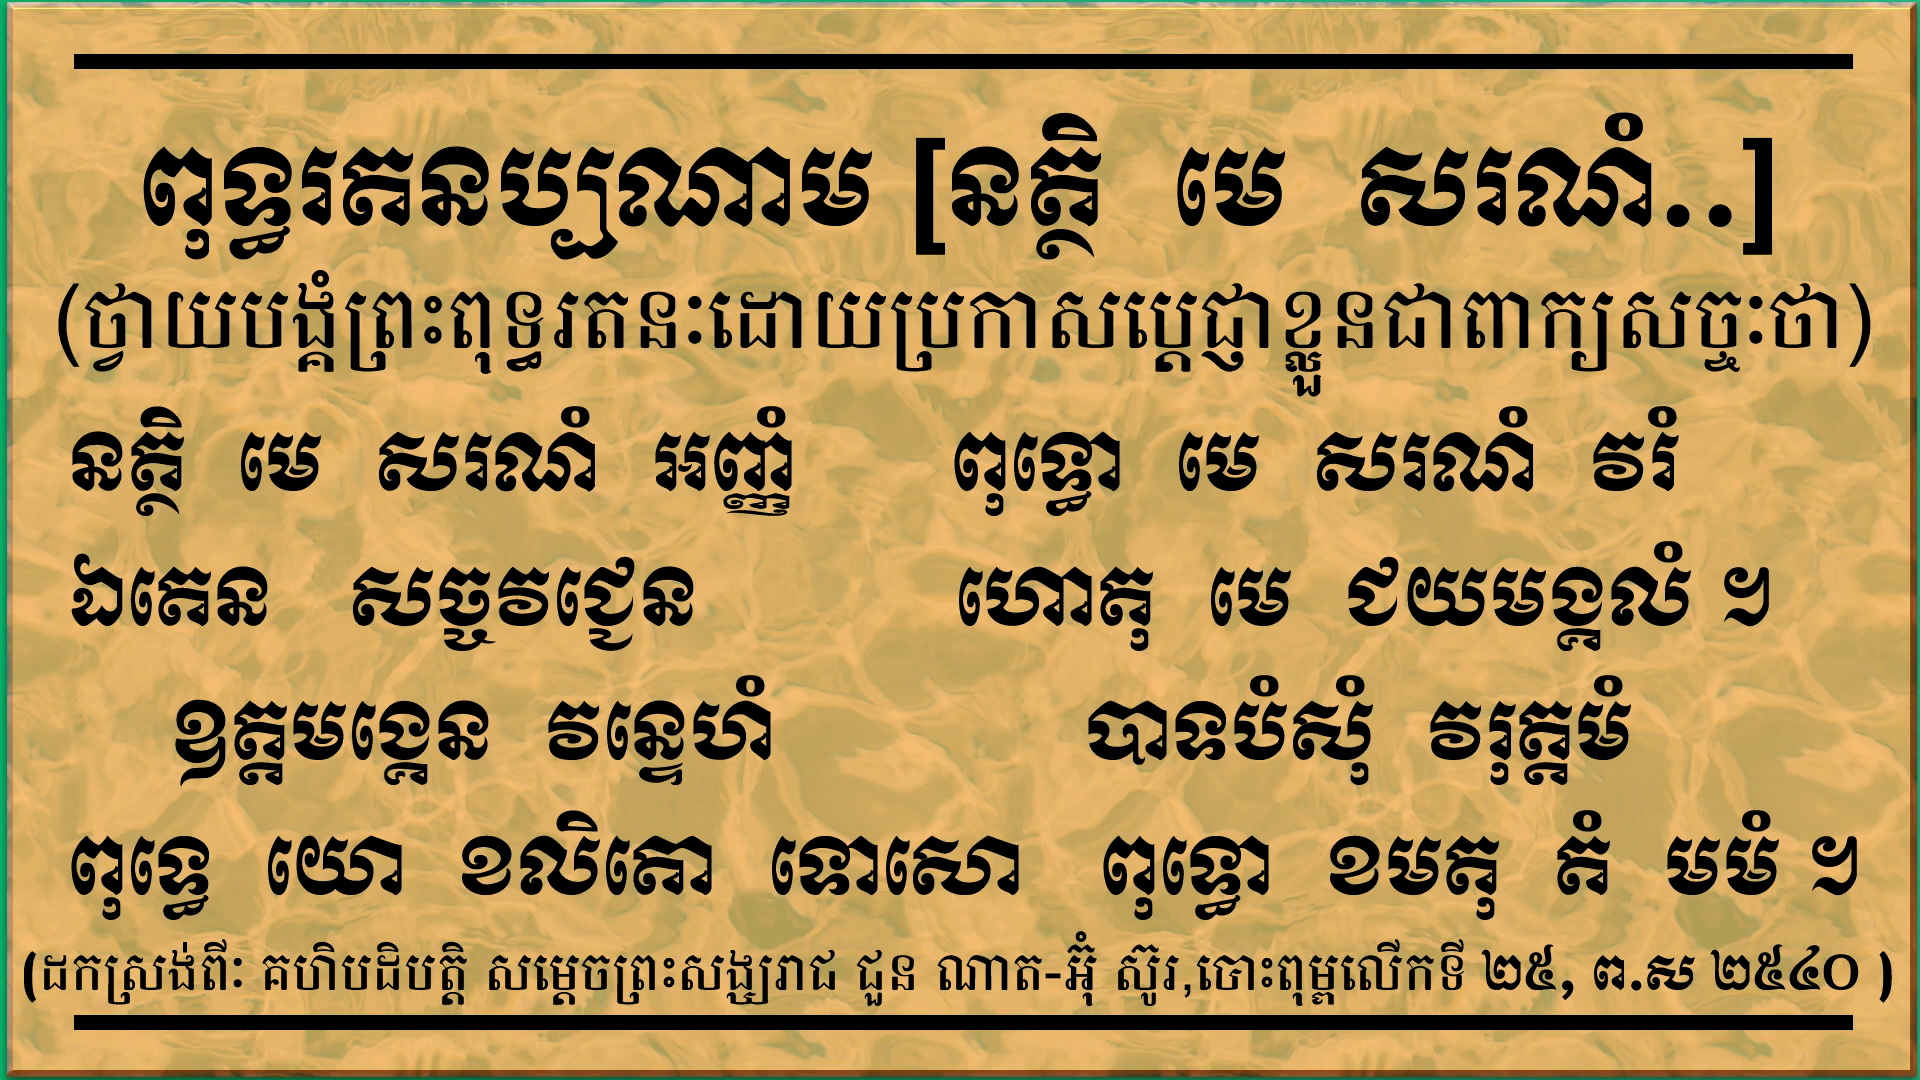 ពុទ្ធរតនប្បណាម [នត្ថិ មេ សរណំ..]
(ថ្វាយបង្គំព្រះពុទ្ធរតនៈដោយប្រកាសប្ដេជ្ញាខ្លួនជាពាក្យសច្ចៈថា)
នត្ថិ មេ សរណំ អញ្ញំ ពុទ្ធោ មេ សរណំ វរំ
ឯតេន សច្ចវជ្ជេន ហោតុ មេ ជយមង្គលំ ។
ឧត្តមង្គេន វន្ទេហំ បាទបំសុំ វរុត្តមំ
ពុទ្ធេ យោ ខលិតោ ទោសោ ពុទ្ធោ ខមតុ តំ មមំ ។
(ដកស្រង់ពីៈ គហិបដិបត្តិ សម្ដេចព្រះសង្ឃរាជ ជួន ណាត-អ៊ុំ ស៊ូរ,បោះពុម្ពលើកទី ២៥, ព.ស ២៥៤០ )